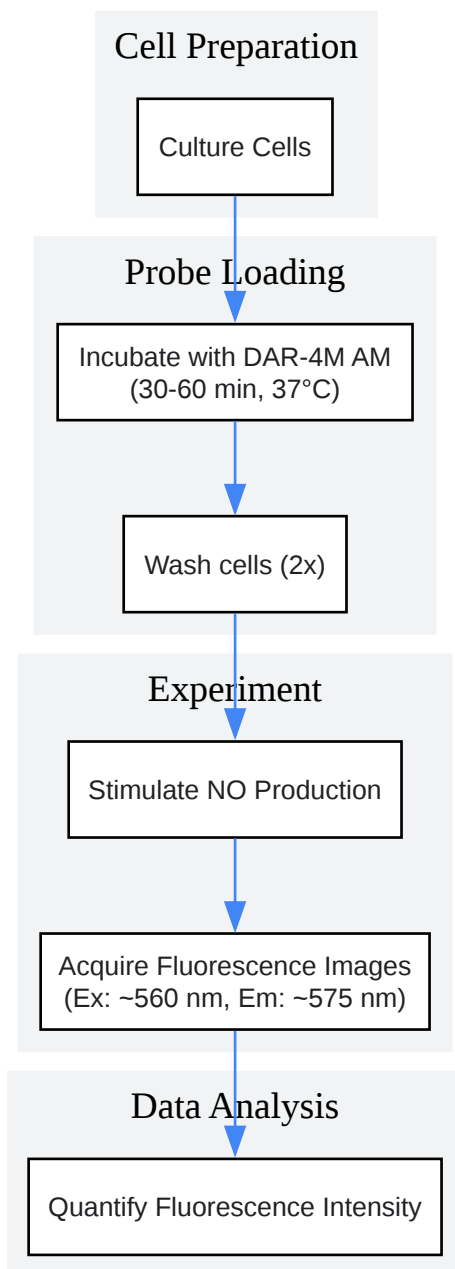 Cell Preparation
Culture Cells
Probe Loading
Incubate with DAR-4M AM
(30-60 min, 37°C)
Wash cells (2x)
Experiment
Stimulate NO Production
Acquire Fluorescence Images
(Ex: ~560 nm, Em: ~575 nm)
Data Analysis
Quantify Fluorescence Intensity